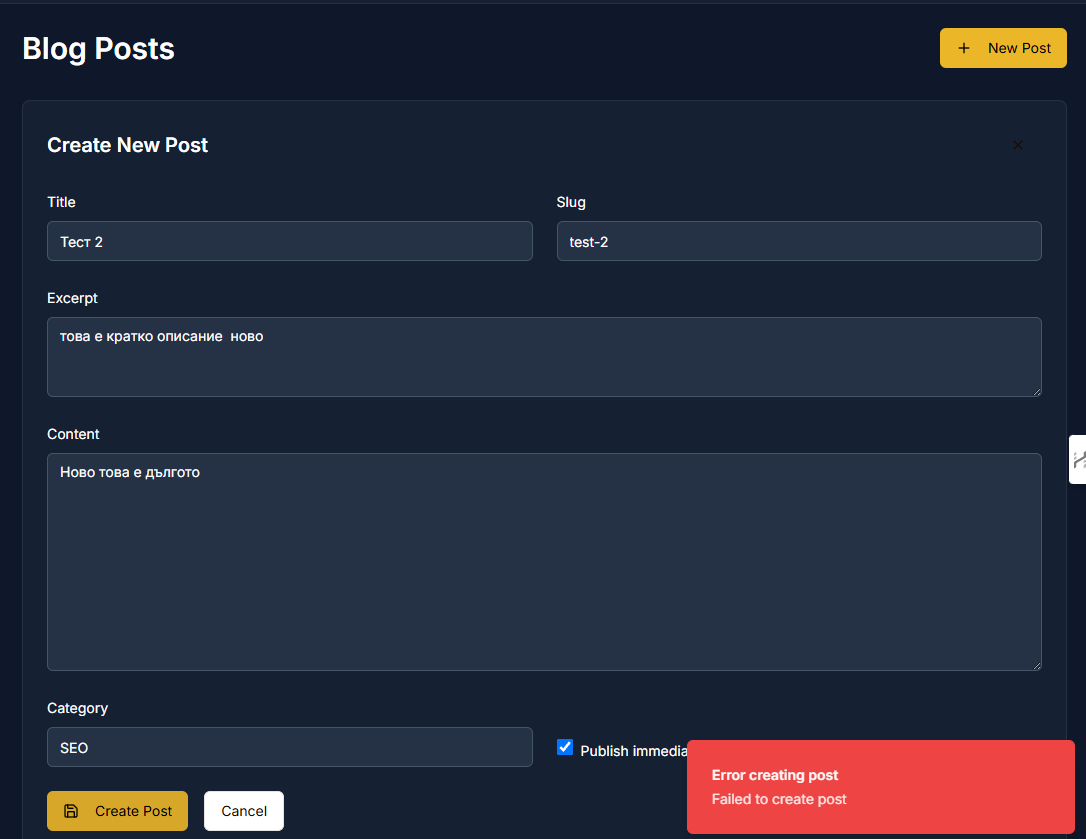 Blog Posts
New Post
Create New Post
Title
Slug
Тест 2
test-2
Excerpt
това е кратко описание  ново
Content
Ново това е дългото
Category
SEO
Publish immedia
Error creating post
Failed to create post
Create Post
Cancel